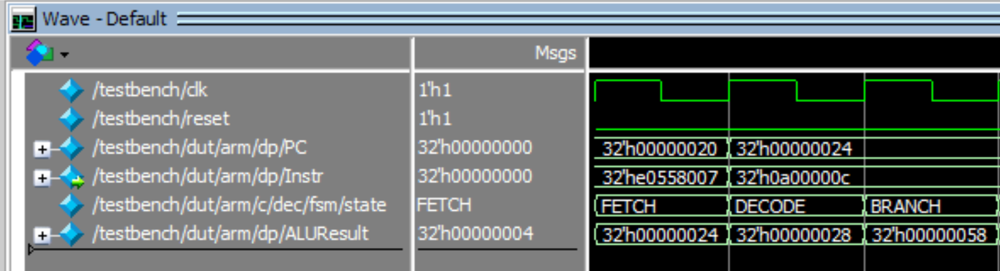 Wave - Default
Msgs
/testbench/clk 1'h1
/testbench/reset 1'h1
/testbench/dut/arm/dp/PC 32'h00000000 32'h00000020 32'h00000024
/testbench/dut/arm/dp/Instr 32'h00000000 32'he0558007 32'h0a00000c
/testbench/dut/arm/c/dec/fsm/state FETCH FETCH DECODE BRANCH
/testbench/dut/arm/dp/ALUResult 32'h00000004 32'h00000024 32'h00000028 32'h00000058